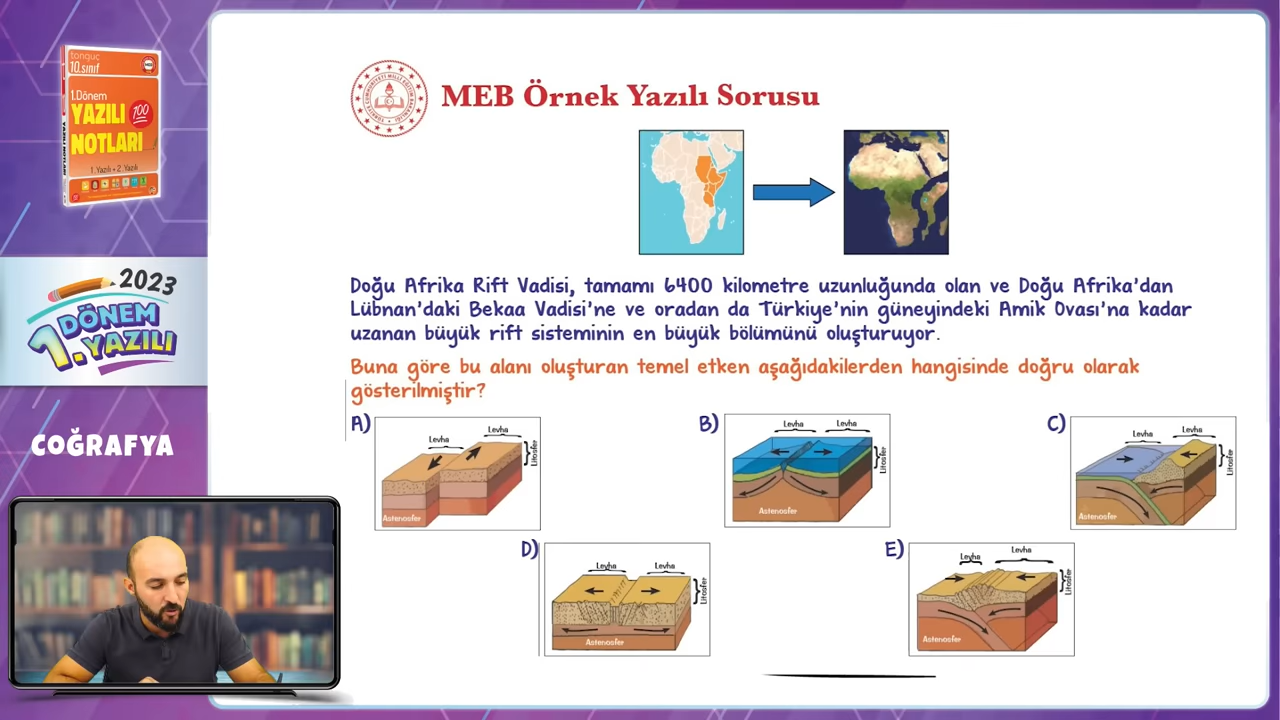 tonguç
10.sınıf
1.Dönem
YAZILI
100
NOTLARI
1. Yazılı • 2. Yazılı
YAZILI NOTLARI
2023
1. DÖNEM
YAZILI
COĞRAFYA
MEB Örnek Yazılı Sorusu
Doğu Afrika Rift Vadisi, tamamı 6400 kilometre uzunluğunda olan ve Doğu Afrika'dan
Lübnan'daki Bekaa Vadisi'ne ve oradan da Türkiye'nin güneyindeki Amik Ovası'na kadar
uzanan büyük rift sisteminin en büyük bölümünü oluşturuyor.
Buna göre bu alanı oluşturan temel etken aşağıdakilerden hangisinde doğru olarak
gösterilmiştir?
A)
Levha
Levha
Litosfer
Astenosfer
B)
Levha
Levha
Litosfer
Astenosfer
C)
Levha
Levha
Litosfer
Astenosfer
D)
Levha
Levha
Litosfer
Astenosfer
E)
Levha
Levha
Litosfer
Astenosfer